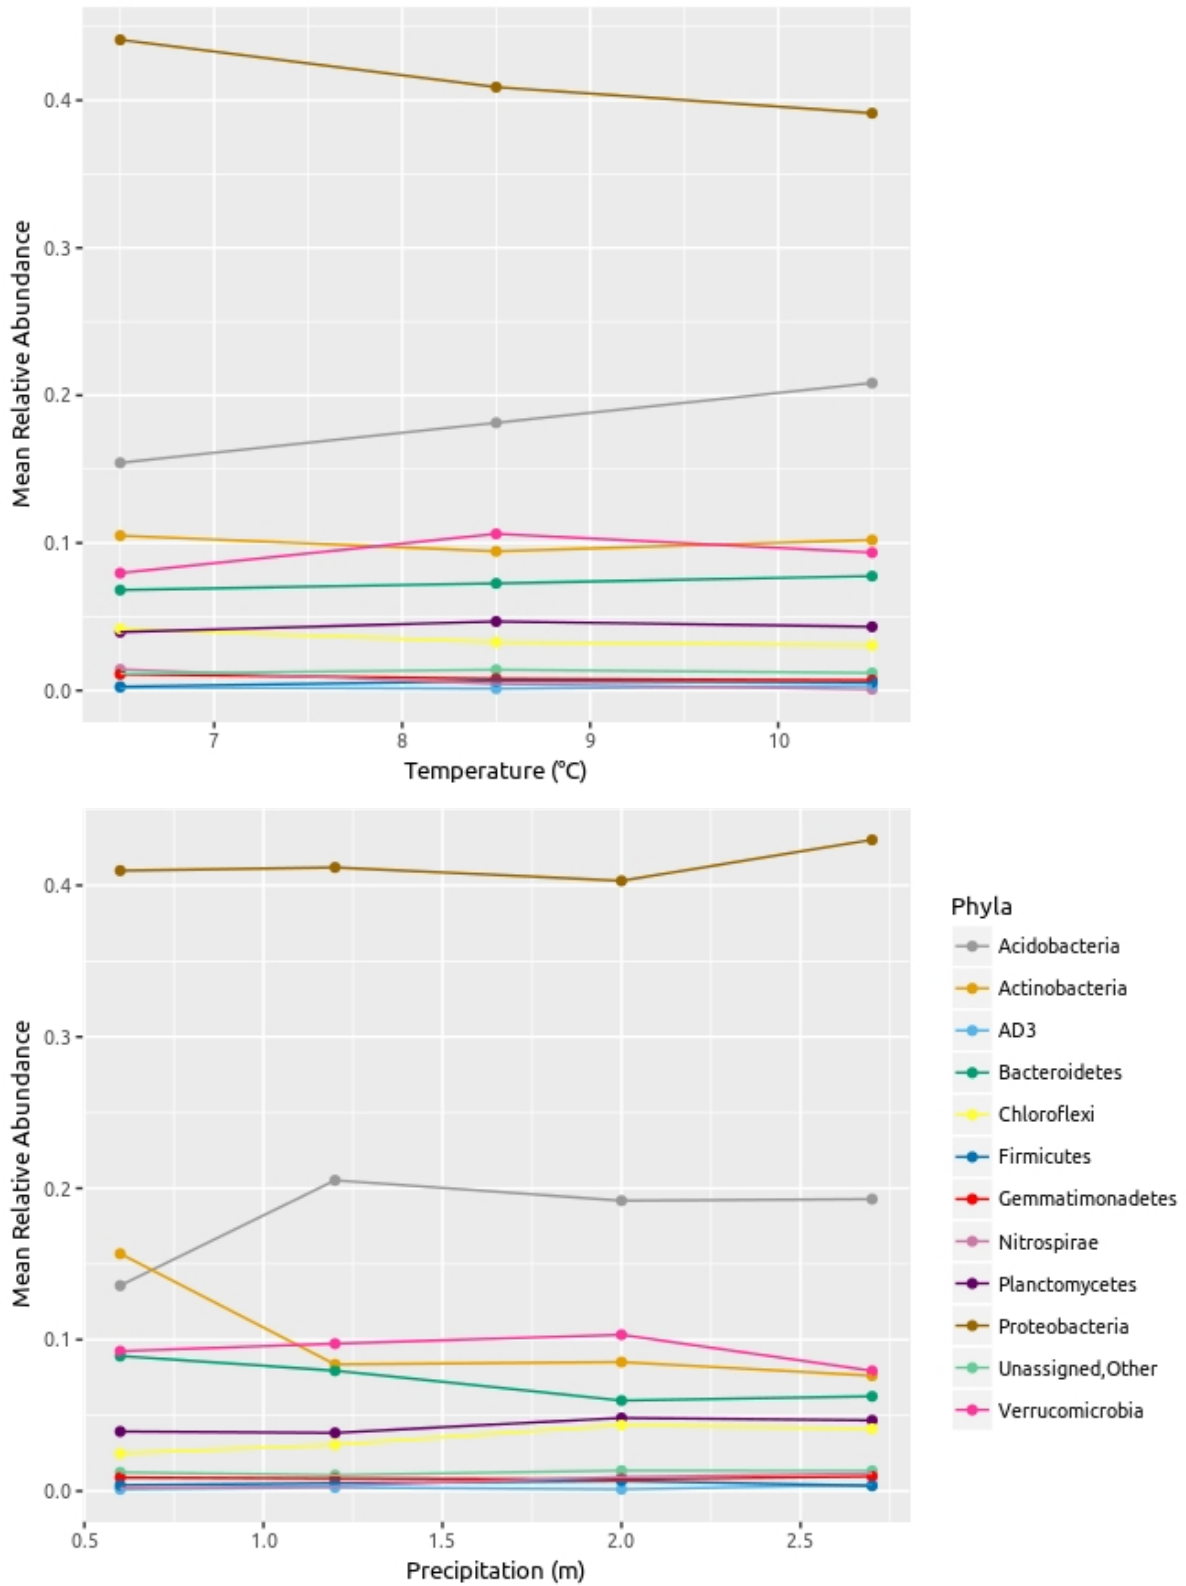 Mean Relative Abundance
0.4
0.3
0.2
0.1
0.0
7 8 9 10
Temperature (°C)
Mean Relative Abundance
0.4
0.3
0.2
0.1
0.0
0.5 1.0 1.5 2.0 2.5
Precipitation (m)
Phyla
Acidobacteria
Actinobacteria
AD3
Bacteroidetes
Chloroflexi
Firmicutes
Gemmatimonadetes
Nitrospirae
Planctomycetes
Proteobacteria
Unassigned,Other
Verrucomicrobia